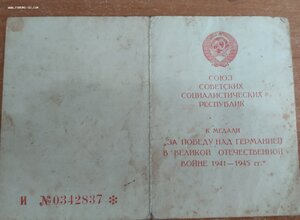 И №0342837 *
СОЮЗ
СОВЕТСКИХ
СОЦИАЛИСТИЧЕСКИХ
РЕСПУБЛИК
К МЕДАЛИ
„ЗА ПОБЕДУ НАД ГЕРМАНИЕЙ
В ВЕЛИКОЙ ОТЕЧЕСТВЕННОЙ
ВОЙНЕ 1941—1945 гг.“